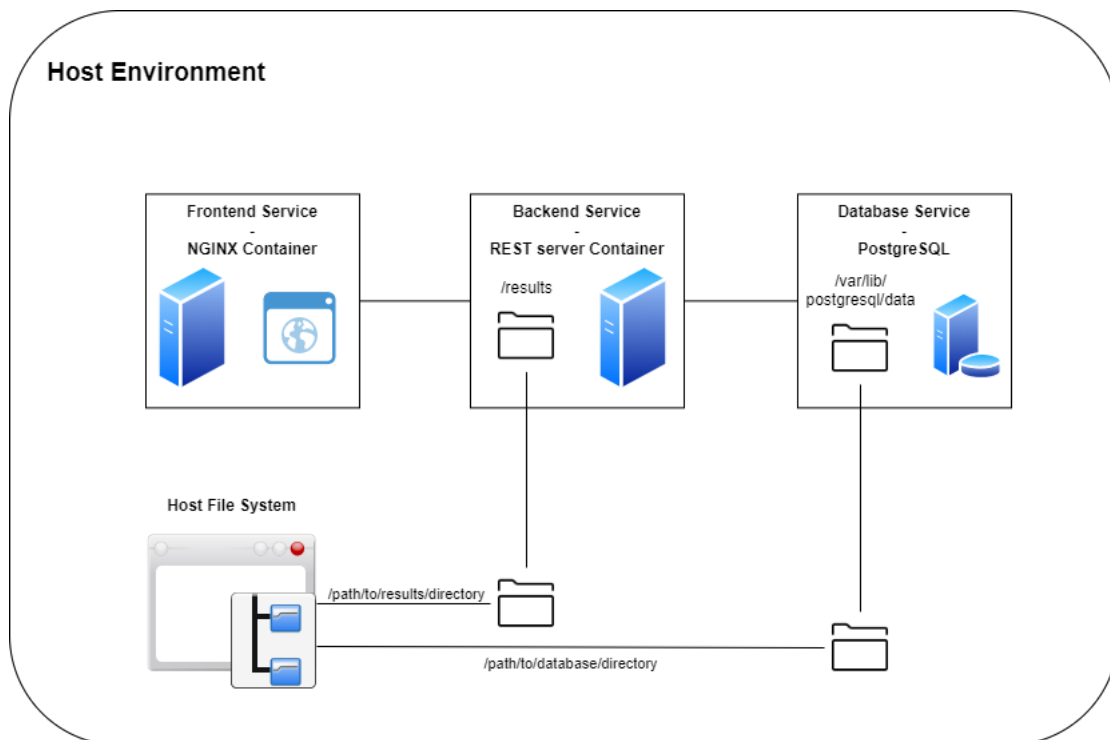 Host Environment
Frontend Service
-
NGINX Container
Backend Service
-
REST server Container
/results
Database Service
-
PostgreSQL
/var/lib/
postgresql/data
Host File System
/path/to/results/directory
/path/to/database/directory